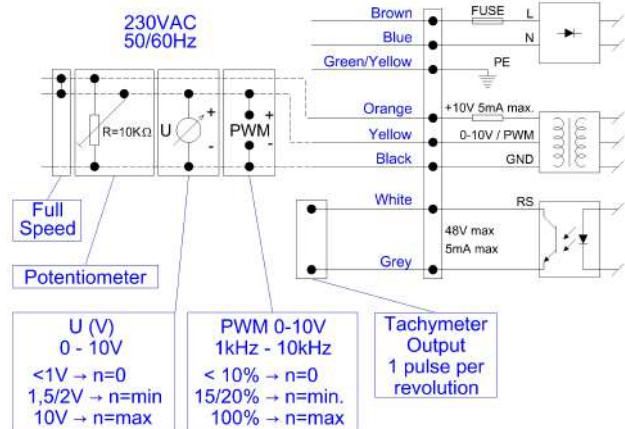 230VAC
50/60Hz
Brown
FUSE
L
Blue
N
Green/Yellow
PE
Orange
+10V 5mA max.
R=10KΩ
U
+
-
PWM
+
-
Yellow
0-10V / PWM
Black
GND
Full
Speed
White
RS
48V max
5mA max
Grey
Potentiometer
U (V)
0 - 10V
<1V → n=0
1,5/2V → n=min
10V → n=max
PWM 0-10V
1kHz - 10kHz
< 10% → n=0
15/20% → n=min.
100% → n=max
Tachymeter
Output
1 pulse per
revolution